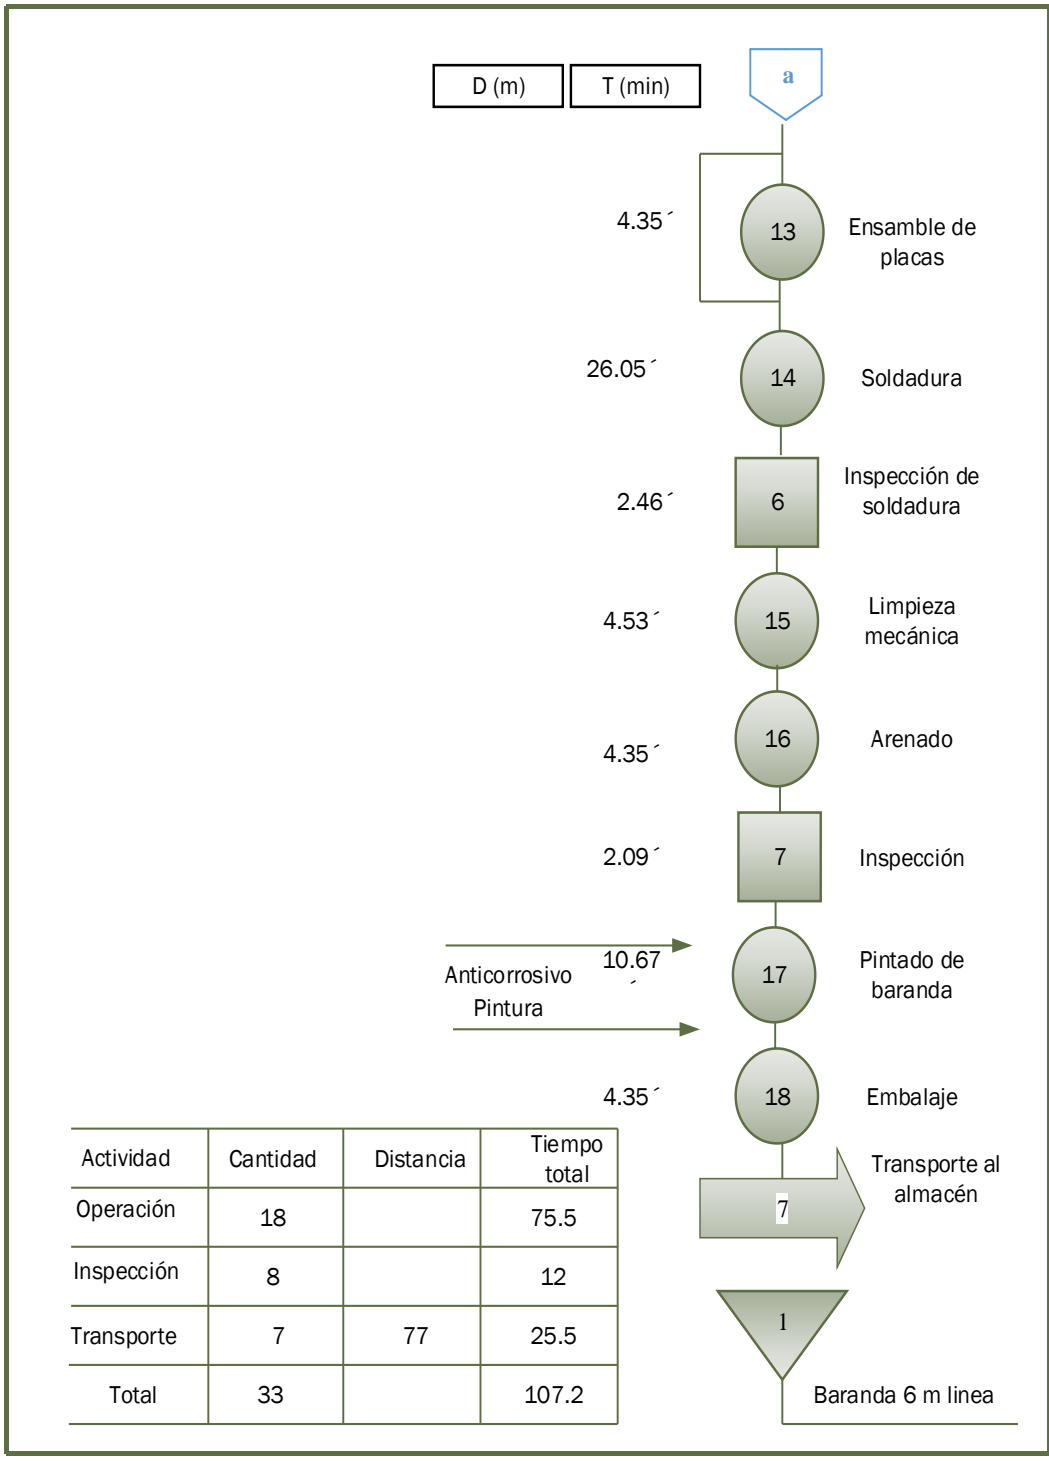 D (m) T (min) a
4.35´ 13 Ensamble de
placas
26.05´ 14 Soldadura
2.46´ 6 Inspección de
soldadura
4.53´ 15 Limpieza
mecánica
4.35´ 16 Arenado
2.09´ 7 Inspección
10.67
´
Anticorrosivo
Pintura
17 Pintado de
baranda
4.35´ 18 Embalaje
7 Transporte al
almacén
1
Baranda 6 m linea
Actividad Cantidad Distancia Tiempo
total
Operación 18 75.5
Inspección 8 12
Transporte 7 77 25.5
Total 33 107.2